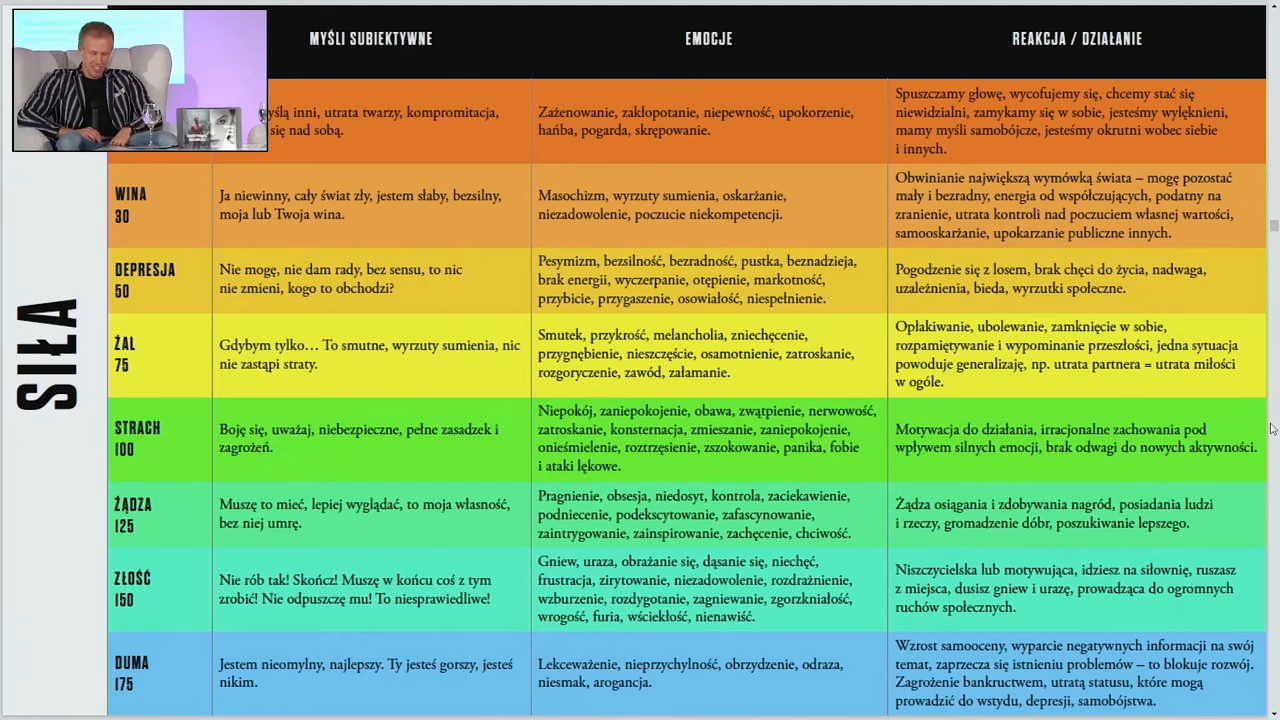 MYŚLI SUBIEKTYWNE
EMOCJE
REAKCJA / DZIAŁANIE
inni, utrata twarzy, kompromitacja,
się nad sobą.
Zażenowanie, zakłopotanie, niepewność, upokorzenie,
hańba, pogarda, skrępowanie.
Spuszczamy głowę, wycofujemy się, chcemy stać się
niewidzialni, zamykamy się w sobie, jesteśmy wylęknieni,
mamy myśli samobójcze, jesteśmy okrutni wobec siebie
i innych.
WINA
30
Ja niewinny, cały świat zły, jestem słaby, bezsilny,
moja lub Twoja wina.
Masochizm, wyrzuty sumienia, oskarżanie,
niezadowolenie, poczucie niekompetencji.
Obwinianie największą wymówką świata – mogę pozostać
mały i bezradny, energia od współczujących, podatny na
zranienie, utrata kontroli nad poczuciem własnej wartości,
samooskarżanie, upokarzanie publiczne innych.
DEPRESJA
50
Nie mogę, nie dam rady, bez sensu, to nic
nie zmieni, kogo to obchodzi?
Pesymizm, bezsilność, bezradność, pustka, beznadzieja,
brak energii, wyczerpanie, otępienie, markotność,
przybicie, przygaszenie, osowiałość, niespełnienie.
Pogodzenie się z losem, brak chęci do życia, nadwaga,
uzależnienia, bieda, wyrzutki społeczne.
SIŁA
ŻAL
75
Gdybym tylko… To smutne, wyrzuty sumienia, nic
nie zastąpi straty.
Smutek, przykrość, melancholia, zniechęcenie,
przygnębienie, nieszczęście, osamotnienie, zatroskanie,
rozgoryczenie, zawód, załamanie.
Opłakiwanie, ubolewanie, zamknięcie w sobie,
rozpamiętywanie i wypominanie przeszłości, jedna sytuacja
powoduje generalizaję, np. utrata partnera = utrata miłości
w ogóle.
STRACH
100
Boję się, uważaj, niebezpieczne, pełne zasadzek i
zagrożeń.
Niepokój, zaniepokojenie, obawa, zwątpienie, nerwowość,
zatroskanie, konsternacja, zmieszanie, zaniepokojenie,
onieśmielenie, roztrzęsienie, zszokowanie, panika, fobie
i ataki lękowe.
Motywacja do działania, irracjonalne zachowania pod
wpływem silnych emocji, brak odwagi do nowych aktywności.
ŻĄDZA
125
Muszę to mieć, lepiej wyglądać, to moja własność,
bez niej umrę.
Pragnienie, obsesja, niedosyt, kontrola, zaciekawienie,
podniecenie, podekscytowanie, zafascynowanie,
zaintrygowanie, zainspirowanie, zachęcenie, chciwość.
Żądza osiągania i zdobywania nagród, posiadania ludzi
i rzeczy, gromadzenie dóbr, poszukiwanie lepszego.
ZŁOŚĆ
150
Nie rób tak! Skończ! Muszę w końcu coś z tym
zrobić! Nie odpuszczę mu! To niesprawiedliwe!
Gniew, uraza, obrażanie się, dąsanie się, niechęć,
frustracja, zirytowanie, niezadowolenie, rozdrażnienie,
wzburzenie, rozdygotanie, zagniewanie, zgorzkniałość,
wrogość, furia, wściekłość, nienawiść.
Niszczycielska lub motywująca, idziesz na siłownię, ruszasz
z miejsca, dusisz gniew i urazę, prowadząca do ogromnych
ruchów społecznych.
DUMA
175
Jestem nieomylny, najlepszy. Ty jesteś gorszy, jesteś
nikim.
Lekceważenie, nieprzychylność, obrzydzenie, odraza,
niesmak, arogancja.
Wzrost samooceny, wyparcie negatywnych informacji na swój
temat, zaprzecza się istnieniu problemów – to blokuje rozwój.
Zagrożenie bankructwem, utratą statusu, które mogą
prowadzić do wstydu, depresji, samobójstwa.